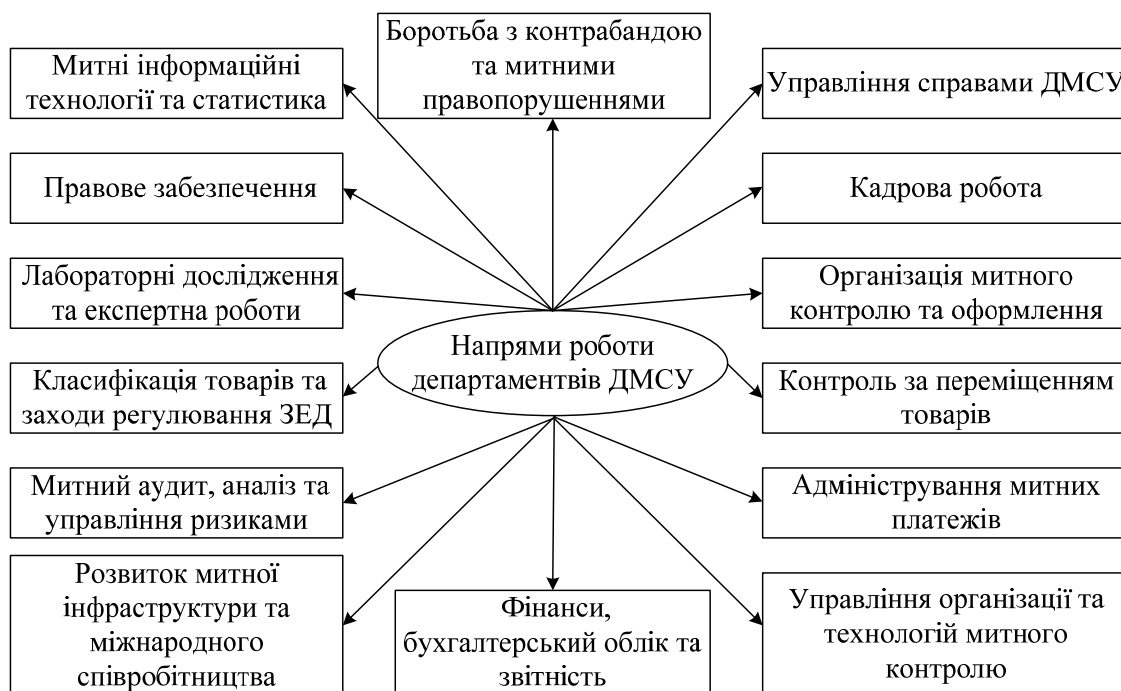 Митні інформаційні
технології та статистика
Боротьба з контрабандою
та митними
правопорушеннями
Управління справами ДМСУ
Правове забезпечення
Кадрова робота
Лабораторні дослідження
та експертна роботи
Організація митного
контролю та оформлення
Напрями роботи
департаментвів ДМСУ
Класифікація товарів та
заходи регулювання ЗЕД
Контроль за переміщенням
товарів
Митний аудит, аналіз та
управління ризиками
Адміністрування митних
платежів
Розвиток митної
інфраструктури та
міжнародного
співробітництва
Фінанси,
бухгалтерський облік та
звітність
Управління організації та
технологій митного
контролю